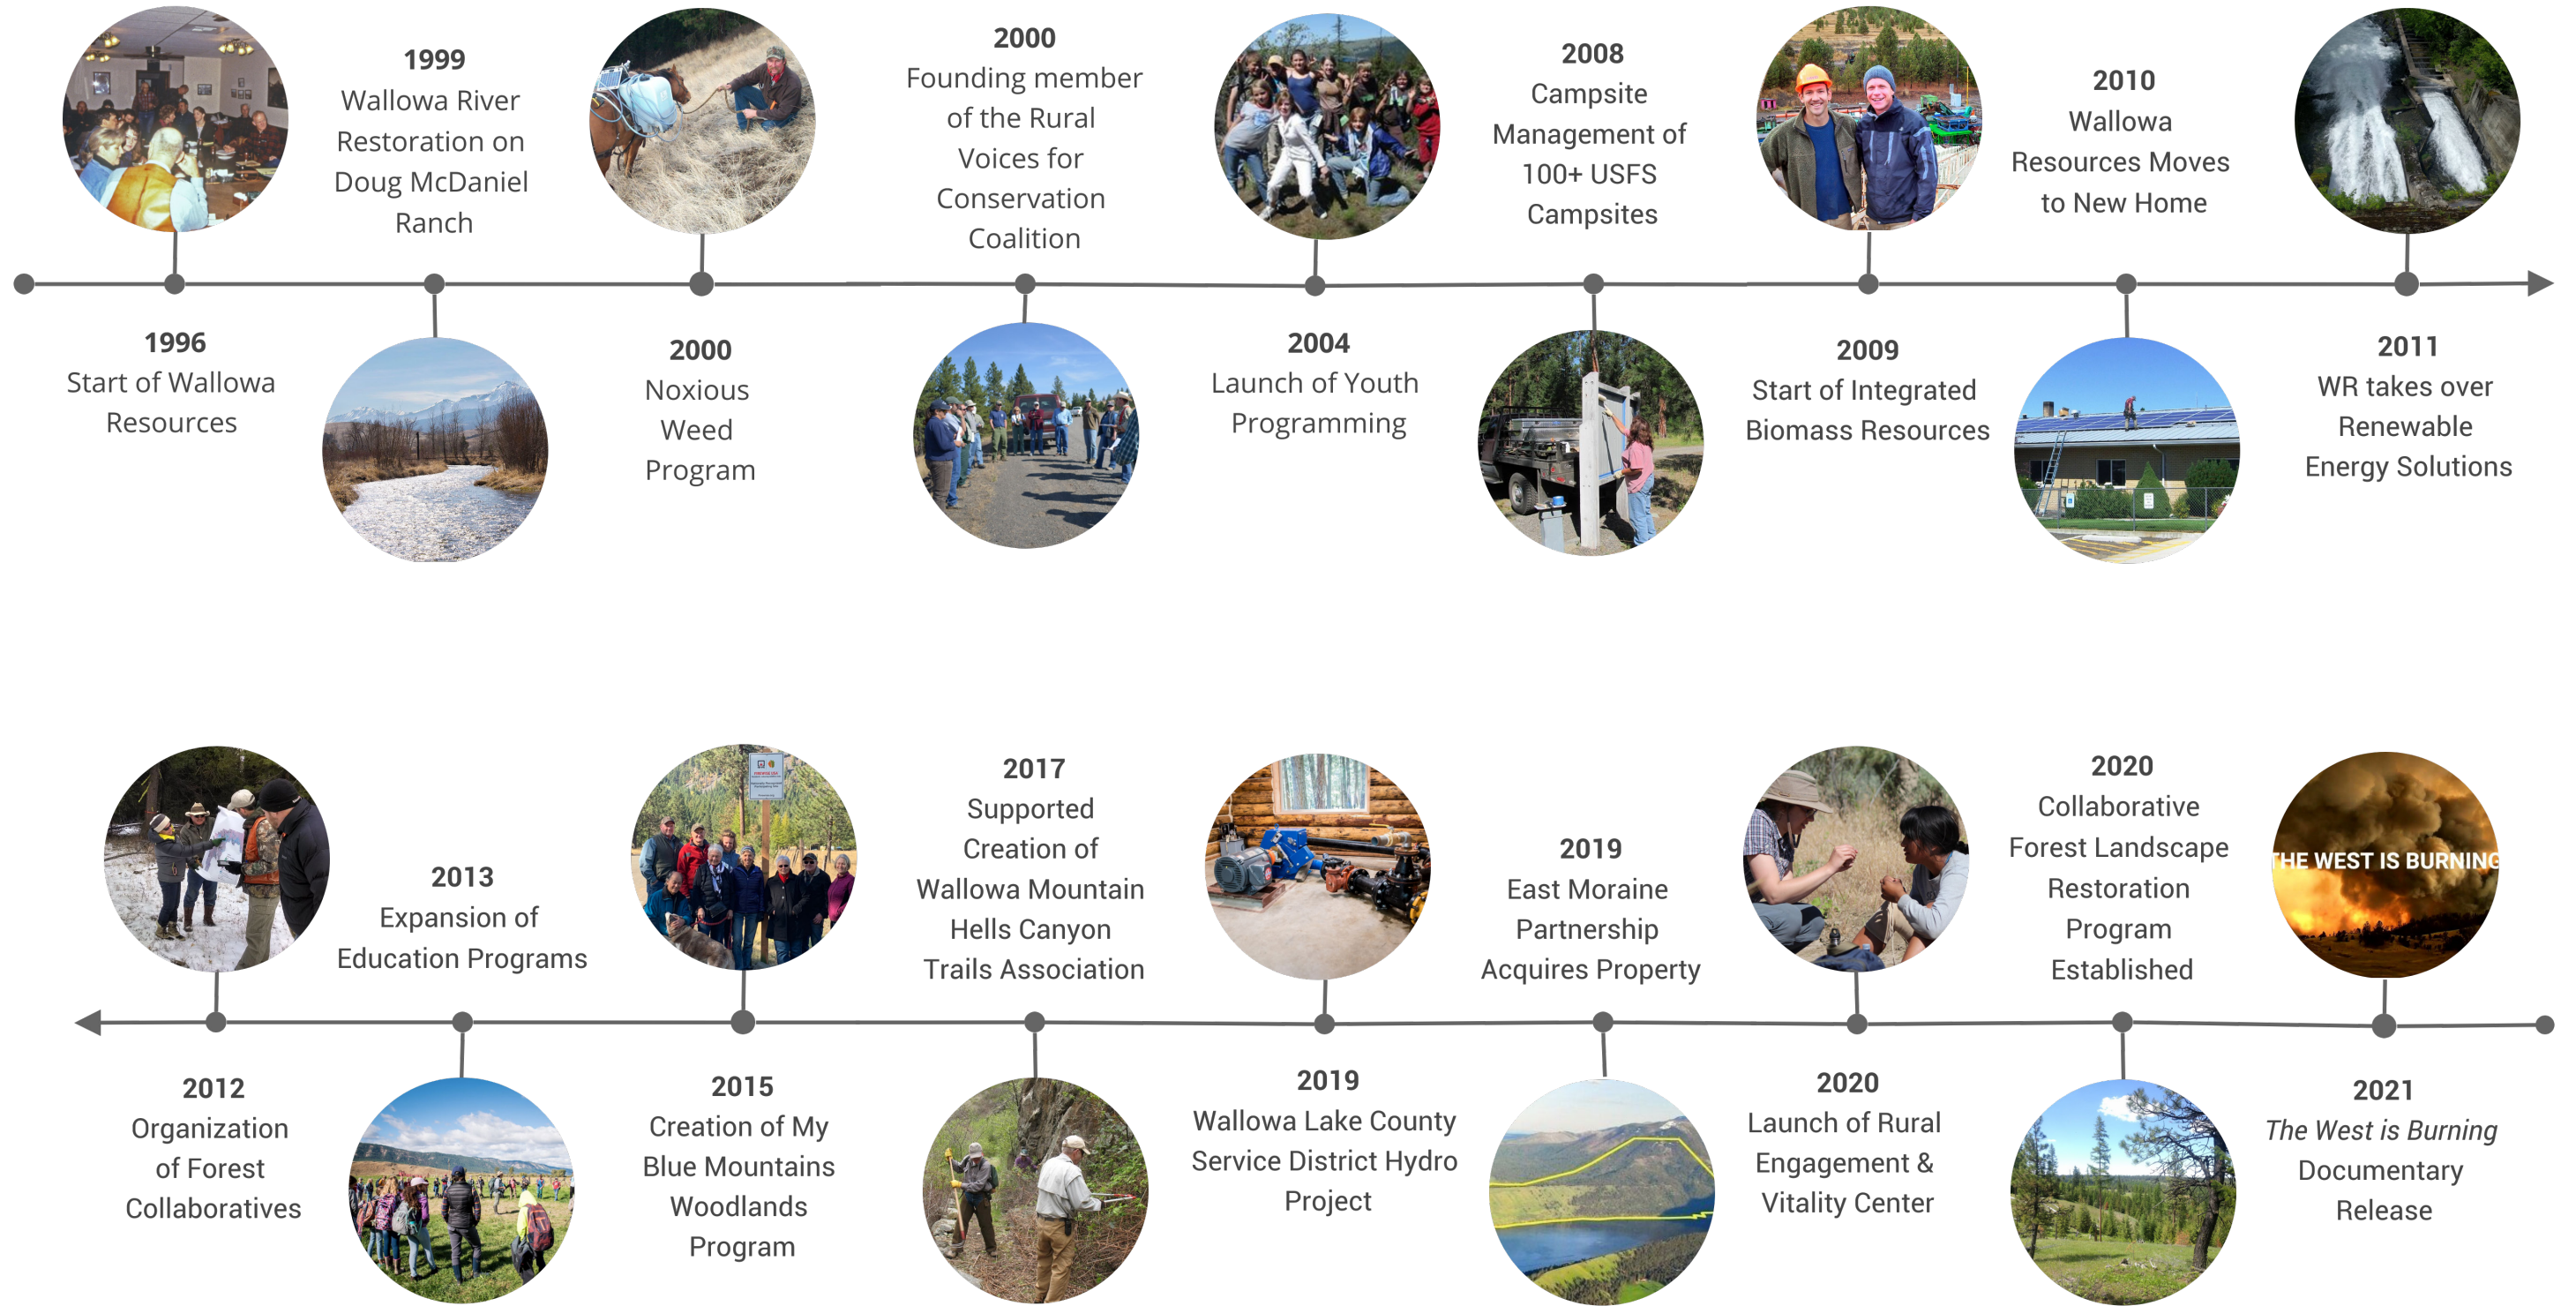 1996
Start of Wallowa
Resources
1999
Wallowa River
Restoration on
Doug McDaniel
Ranch
2000
Noxious
Weed
Program
2000
Founding member
of the Rural
Voices for
Conservation
Coalition
2004
Launch of Youth
Programming
2008
Campsite
Management of
100+ USFS
Campsites
2009
Start of Integrated
Biomass Resources
2010
Wallowa
Resources Moves
to New Home
2011
WR takes over
Renewable
Energy Solutions
2012
Organization
of Forest
Collaboratives
2013
Expansion of
Education Programs
2015
Creation of My
Blue Mountains
Woodlands
Program
2017
Supported
Creation of
Wallowa Mountain
Hells Canyon
Trails Association
2019
Wallowa Lake County
Service District Hydro
Project
2019
East Moraine
Partnership
Acquires Property
2020
Launch of Rural
Engagement &
Vitality Center
2020
Collaborative
Forest Landscape
Restoration
Program
Established
THE WEST IS BURNING
2021
The West is Burning
Documentary
Release